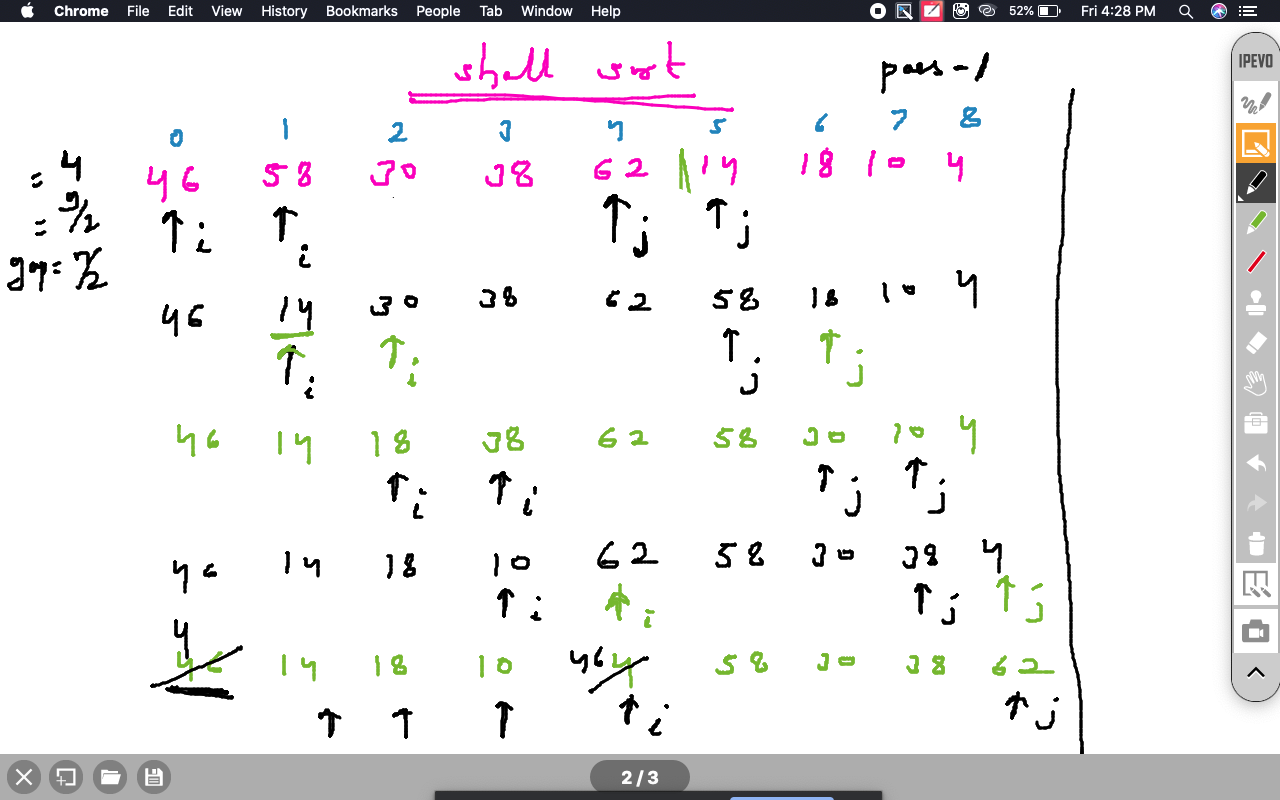 Chrome File Edit View History Bookmarks People Tab Window Help 52% Fri 4:28 PM
IPEVO
shell sort pass-1
0 1 2 3 4 5 6 7 8
= 4 46 58 30 38 62 14 18 10 4
= 9/2 i i j j
gap = n/2
46 14 30 38 62 58 18 10 4
i i j j
46 14 18 38 62 58 30 10 4
i i j j
46 14 18 10 62 58 30 38 4
i i j j
4
46 14 18 10 46 4 58 30 38 62
i j
2 / 3